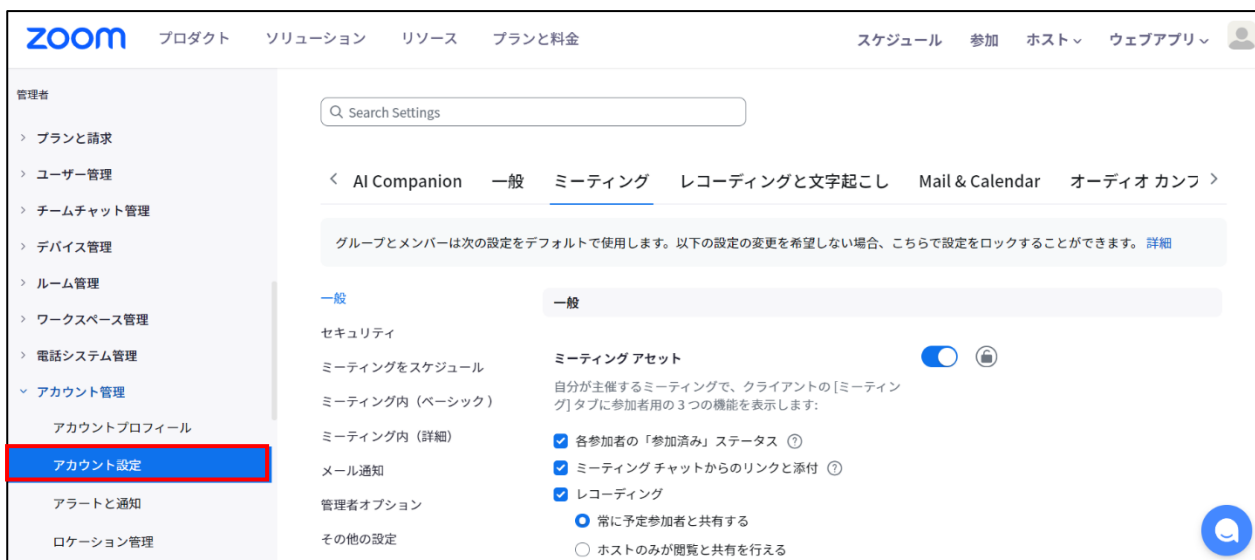 zoom プロダクト ソリューション リソース プランと料金 スケジュール 参加 ホスト ウェブアプリ
管理者
プランと請求
ユーザー管理
チームチャット管理
デバイス管理
ルーム管理
ワークスペース管理
電話システム管理
アカウント管理
アカウントプロフィール
アカウント設定
アラートと通知
ロケーション管理
Search Settings
AI Companion 一般 ミーティング レコーディングと文字起こし Mail & Calendar オーディオ カンフ
グループとメンバーは次の設定をデフォルトで使用します。以下の設定の変更を希望しない場合、こちらで設定をロックすることができます。 詳細
一般
セキュリティ
ミーティングをスケジュール
ミーティング内（ベーシック）
ミーティング内（詳細）
メール通知
管理者オプション
その他の設定
一般
ミーティング アセット
自分が主催するミーティングで、クライアントの [ミーティン
グ] タブに参加者用の 3 つの機能を表示します:
各参加者の「参加済み」ステータス
ミーティング チャットからのリンクと添付
レコーディング
常に予定参加者と共有する
ホストのみが閲覧と共有を行える